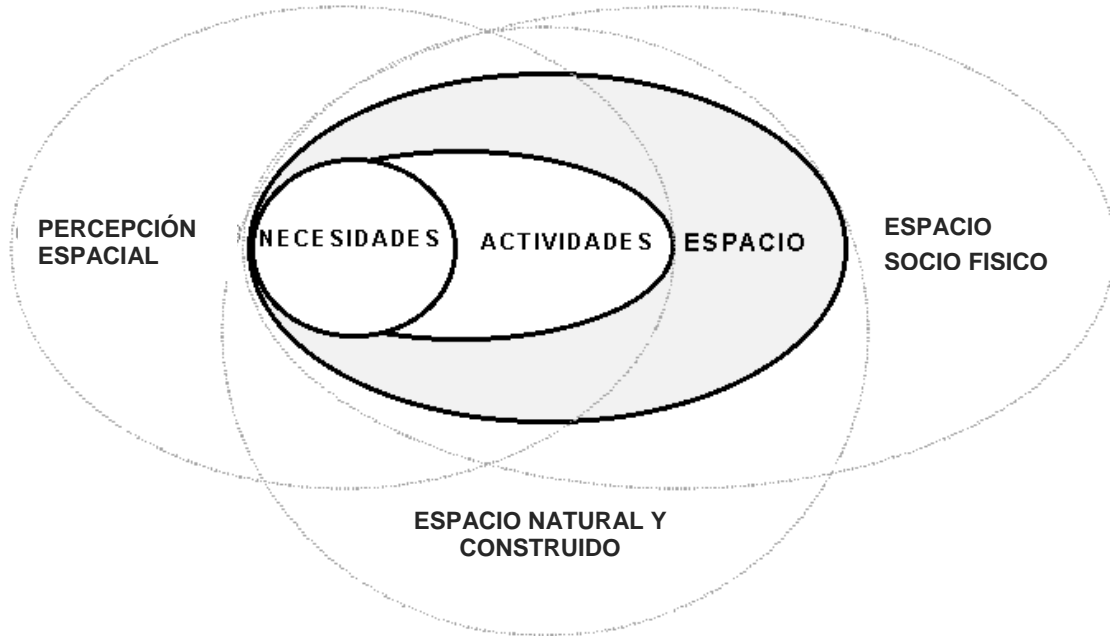 PERCEPCIÓN
ESPACIAL
NECESIDADES
ACTIVIDADES
ESPACIO
ESPACIO
SOCIO FISICO
ESPACIO NATURAL Y
CONSTRUIDO